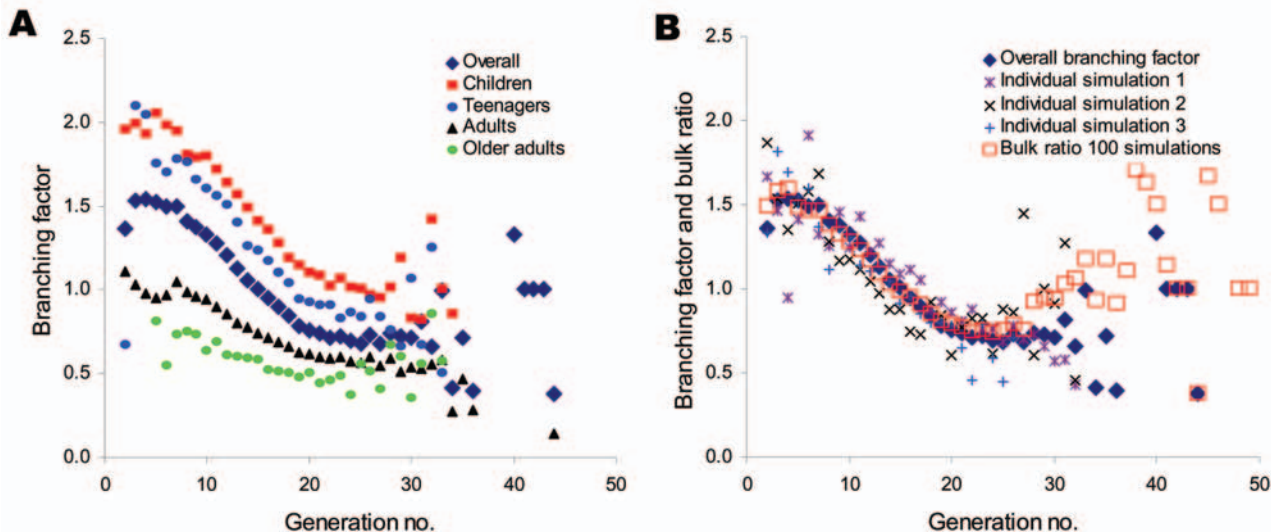 A
Branching factor
2.5
2.0
1.5
1.0
0.5
0.0
0
10
20
30
40
50
Generation no.
Overall
Children
Teenagers
Adults
Older adults
B
Branching factor and bulk ratio
2.5
2.0
1.5
1.0
0.5
0.0
0
10
20
30
40
50
Generation no.
Overall branching factor
Individual simulation 1
Individual simulation 2
Individual simulation 3
Bulk ratio 100 simulations